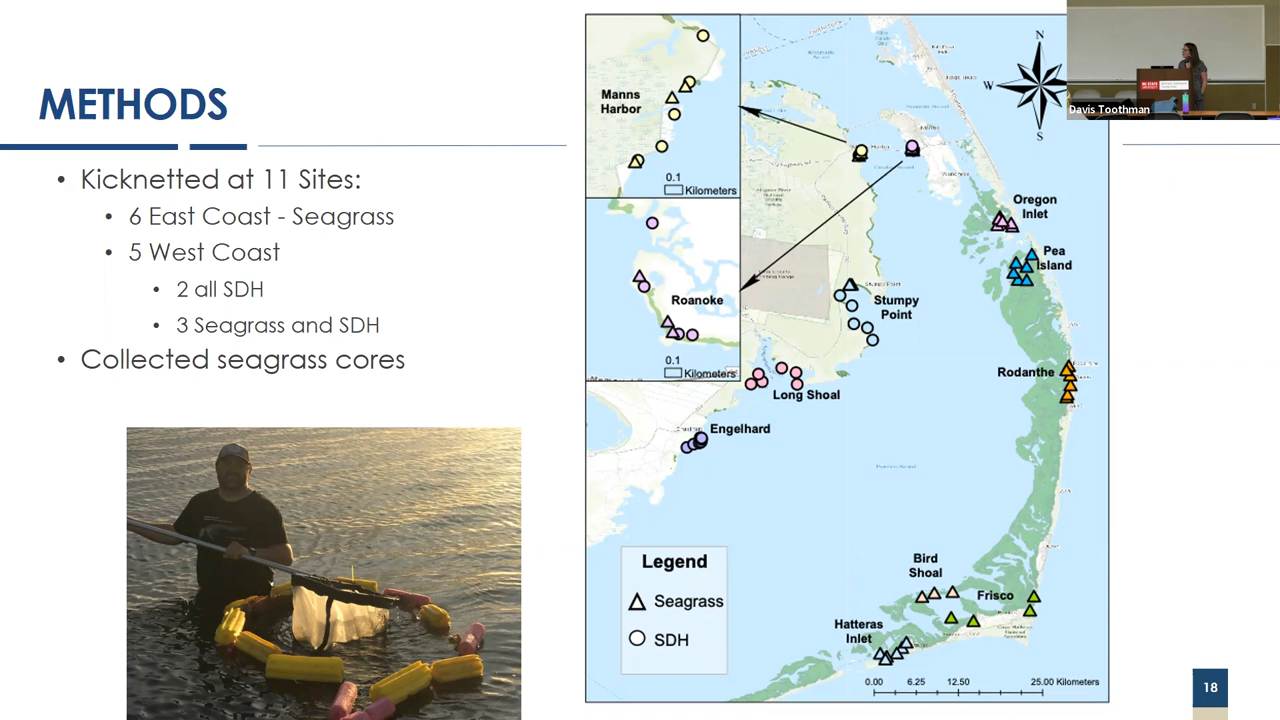 METHODS
• Kicknetted at 11 Sites:
• 6 East Coast - Seagrass
• 5 West Coast
• 2 all SDH
• 3 Seagrass and SDH
• Collected seagrass cores
Manns
Harbor
0.1
Kilometers
Roanoke
0.1
Kilometers
N
W
S
Davis Toothman
Oregon
Inlet
Pea
Island
Stumpy Point
Stumpy
Point
Rodanthe
Long Shoal
Engelhard
Bird
Shoal
Frisco
Hatteras
Inlet
Legend
Seagrass
SDH
0.00 6.25 12.50 25.00 Kilometers
18